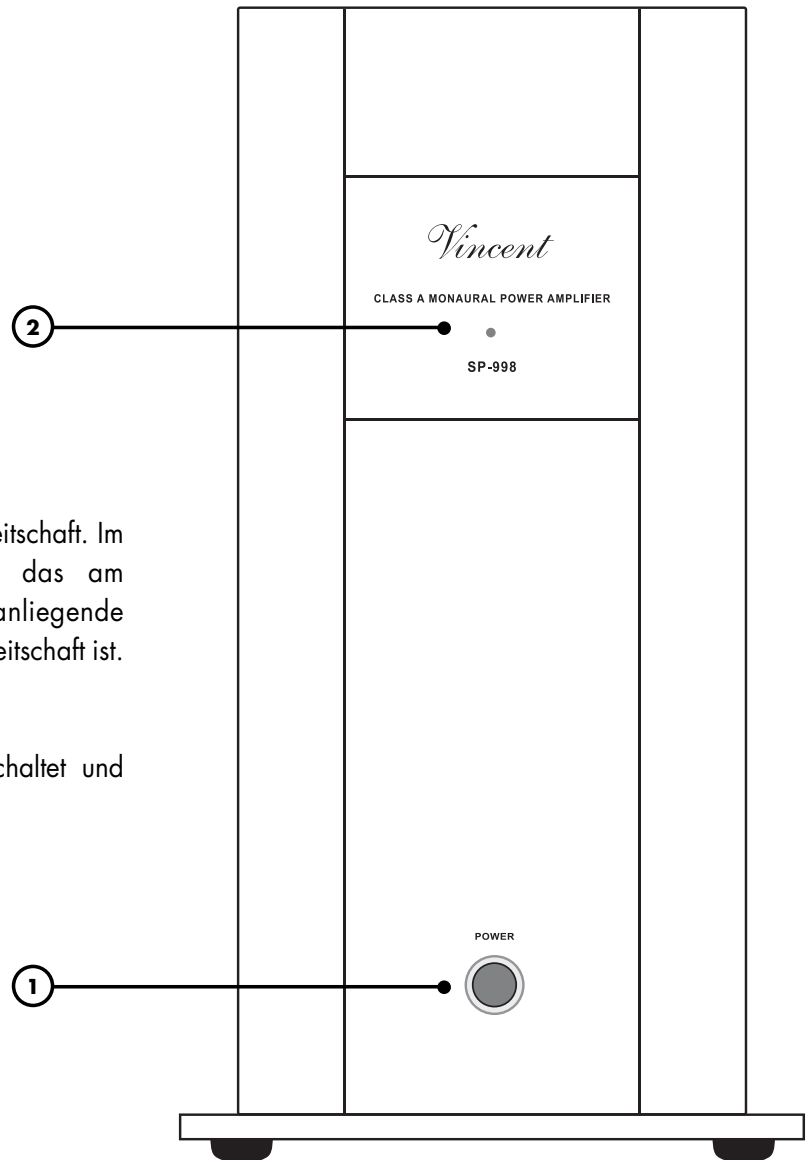 Vincent
CLASS A MONAURAL POWER AMPLIFIER
2
SP-998
eitschaft. Im
das am
anliegende
eitschaft ist.
chaltet und
POWER
1